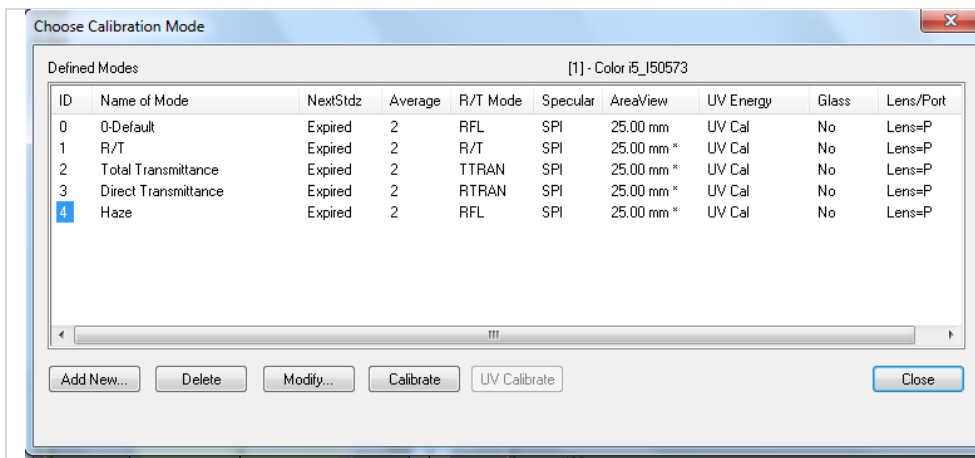 Choose Calibration Mode
Defined Modes [1] - Color i5_I50573
ID Name of Mode NextStdz Average R/T Mode Specular AreaView UV Energy Glass Lens/Port
0 0-Default Expired 2 RFL SPI 25.00 mm UV Cal No Lens=P
1 R/T Expired 2 R/T SPI 25.00 mm * UV Cal No Lens=P
2 Total Transmittance Expired 2 TTRAN SPI 25.00 mm * UV Cal No Lens=P
3 Direct Transmittance Expired 2 RTRAN SPI 25.00 mm * UV Cal No Lens=P
4 Haze Expired 2 RFL SPI 25.00 mm * UV Cal No Lens=P
Add New... Delete Modify... Calibrate UV Calibrate Close